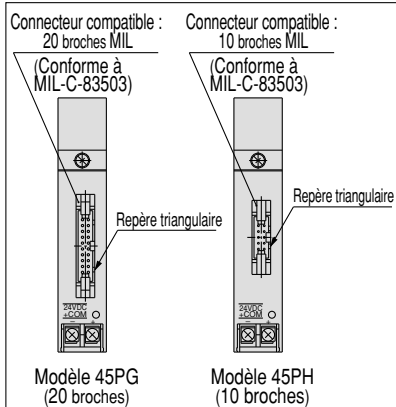 Connecteur compatible :
20 broches MIL
(Conforme à
MIL-C-83503)
Repère triangulaire
24VDC
+COM
– +
Modèle 45PG
(20 broches)
Connecteur compatible :
10 broches MIL
(Conforme à
MIL-C-83503)
Repère triangulaire
24VDC
+COM
– +
Modèle 45PH
(10 broches)